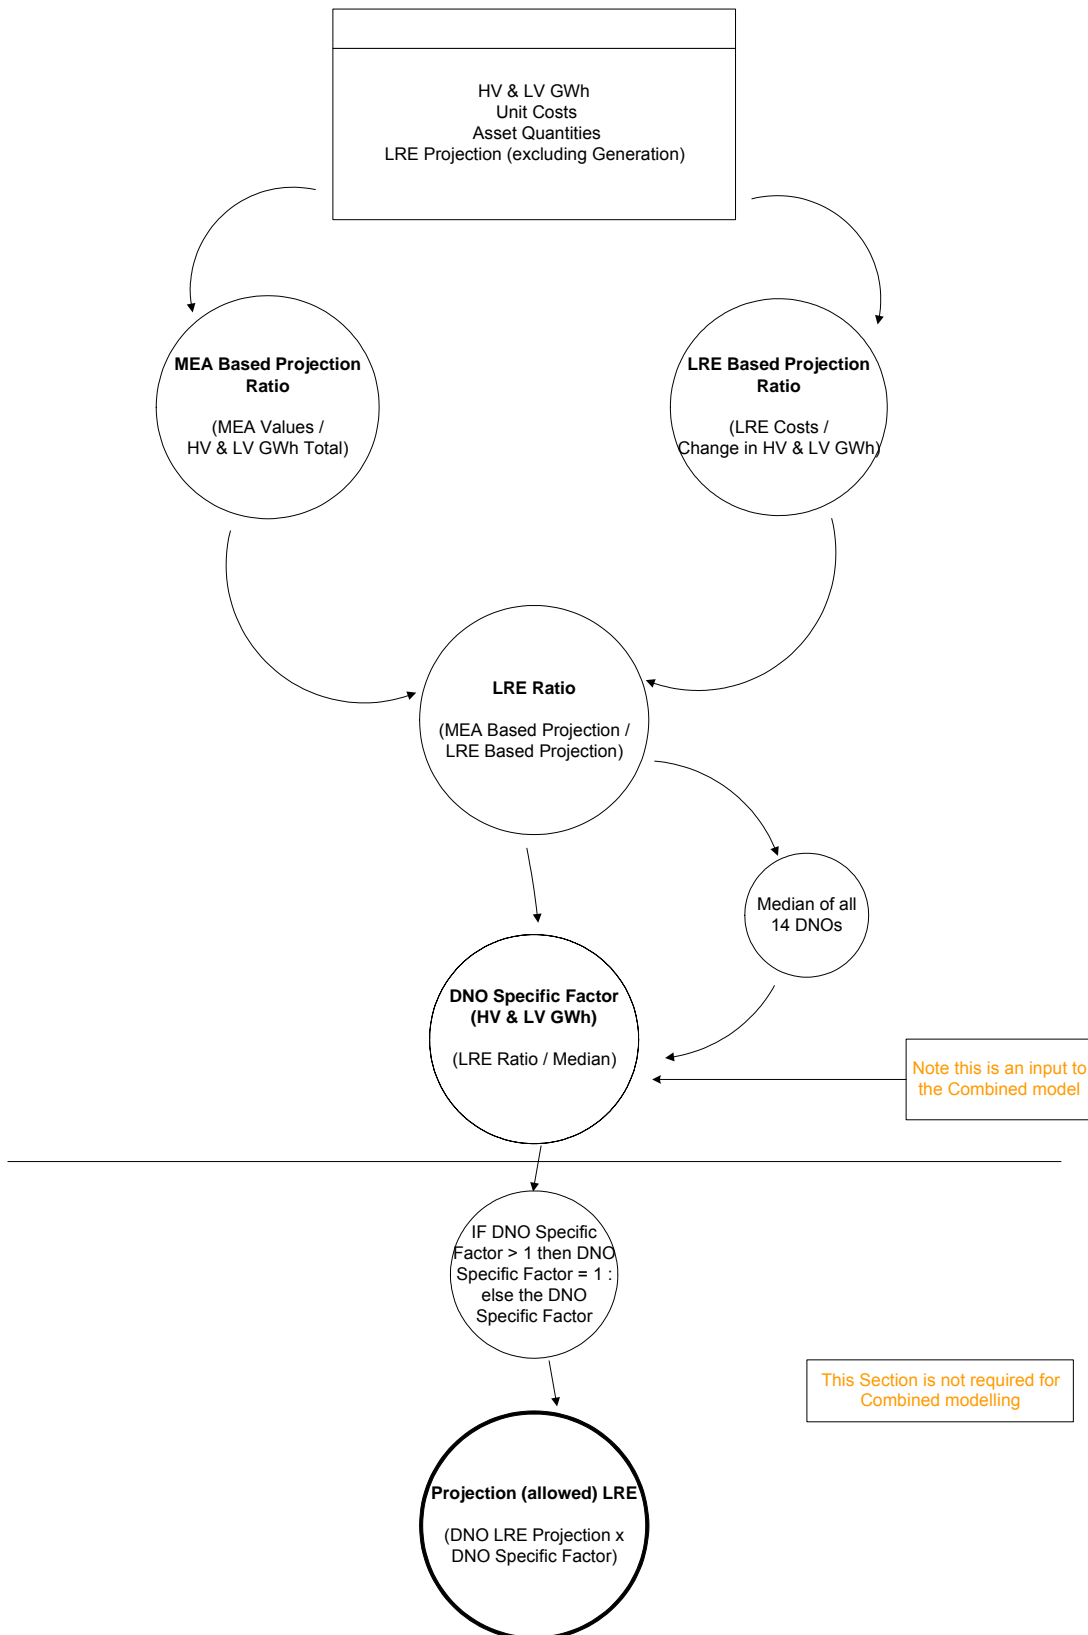 HV & LV GWh
Unit Costs
Asset Quantities
LRE Projection (excluding Generation)
MEA Based Projection
Ratio
(MEA Values /
HV & LV GWh Total)
LRE Based Projection
Ratio
(LRE Costs /
Change in HV & LV GWh)
LRE Ratio
(MEA Based Projection /
LRE Based Projection)
Median of all
14 DNOs
DNO Specific Factor
(HV & LV GWh)
(LRE Ratio / Median)
Note this is an input to
the Combined model
IF DNO Specific
Factor > 1 then DNO
Specific Factor = 1 :
else the DNO
Specific Factor
This Section is not required for
Combined modelling
Projection (allowed) LRE
(DNO LRE Projection x
DNO Specific Factor)